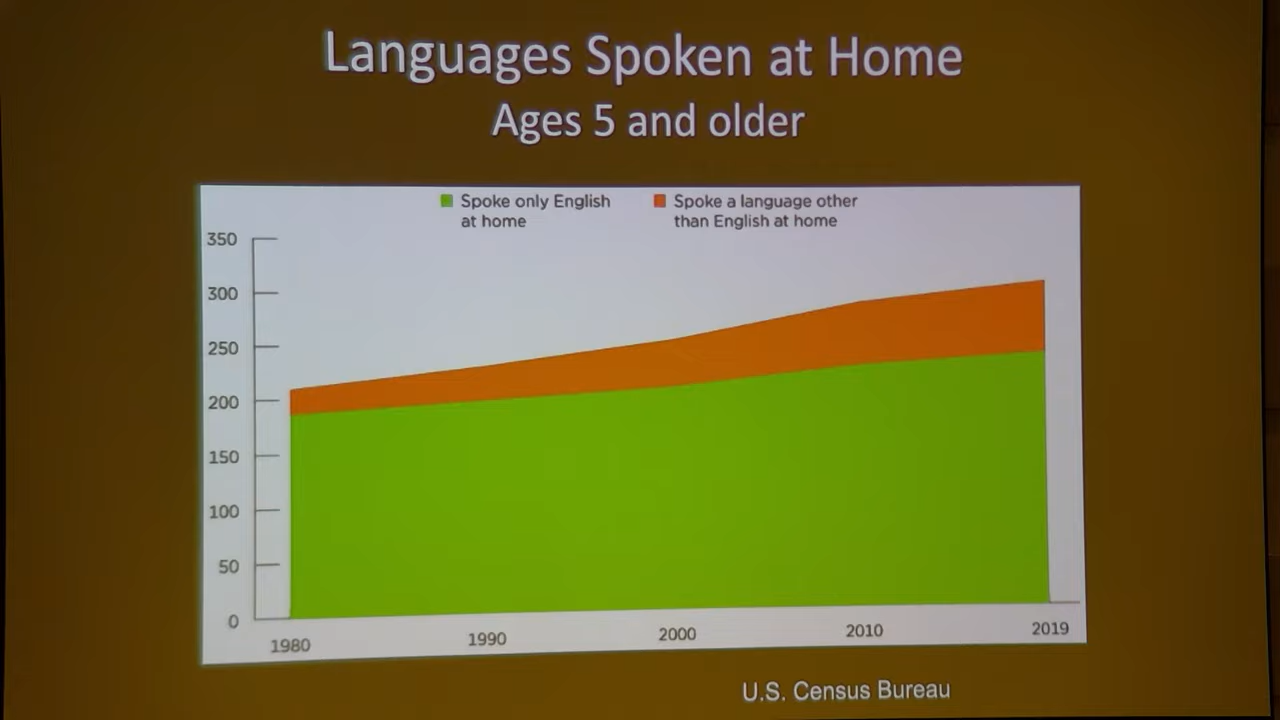 Languages Spoken at Home
Ages 5 and older
Spoke only English
at home
Spoke a language other
than English at home
350
300
250
200
150
100
50
0
1980
1990
2000
2010
2019
U.S. Census Bureau